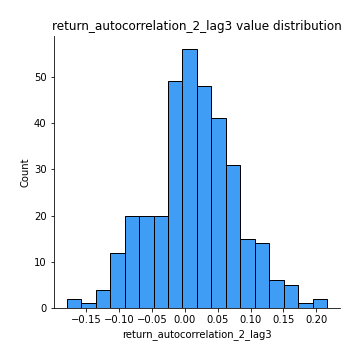 return_autocorrelation_2_lag3 value distribution
Count
50
40
30
20
10
0
−0.15 −0.10 −0.05 0.00 0.05 0.10 0.15 0.20
return_autocorrelation_2_lag3